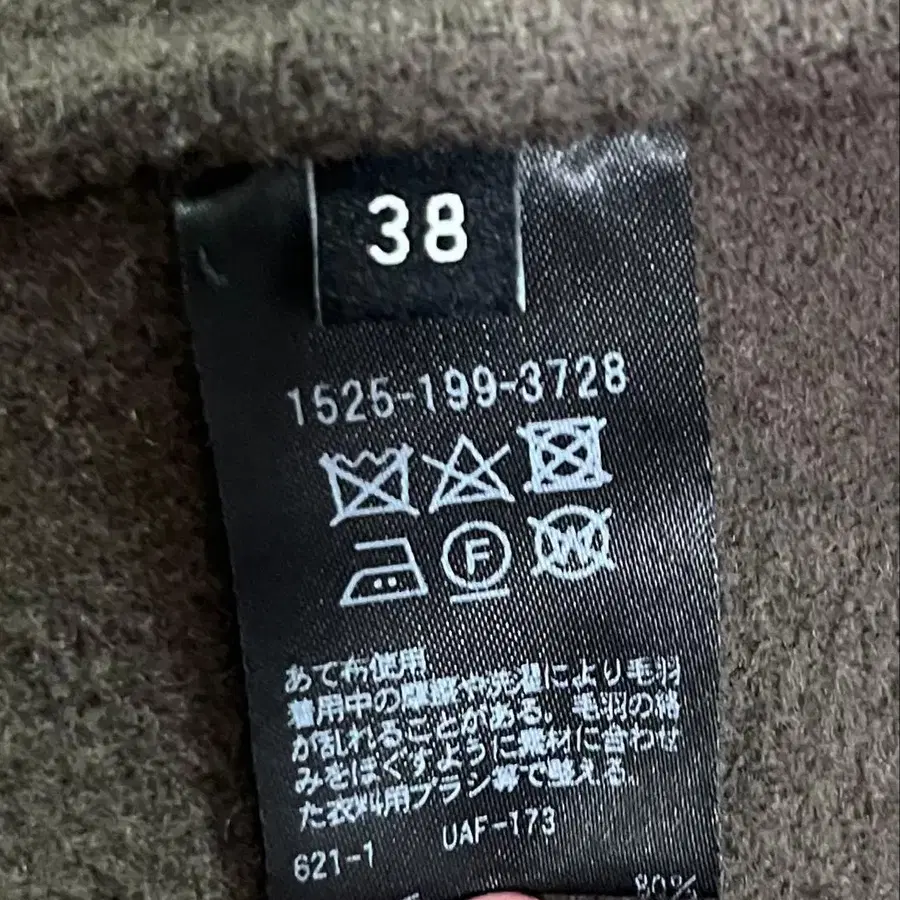 38
1525-199-3728
F
W
あて布使用
着用中の摩擦や洗濯により毛羽
が乱れることがある。毛羽の絡
みをほぐすように素材に合わせ
た衣料用ブラシ等で整える。
621-1 UAF-173
80%